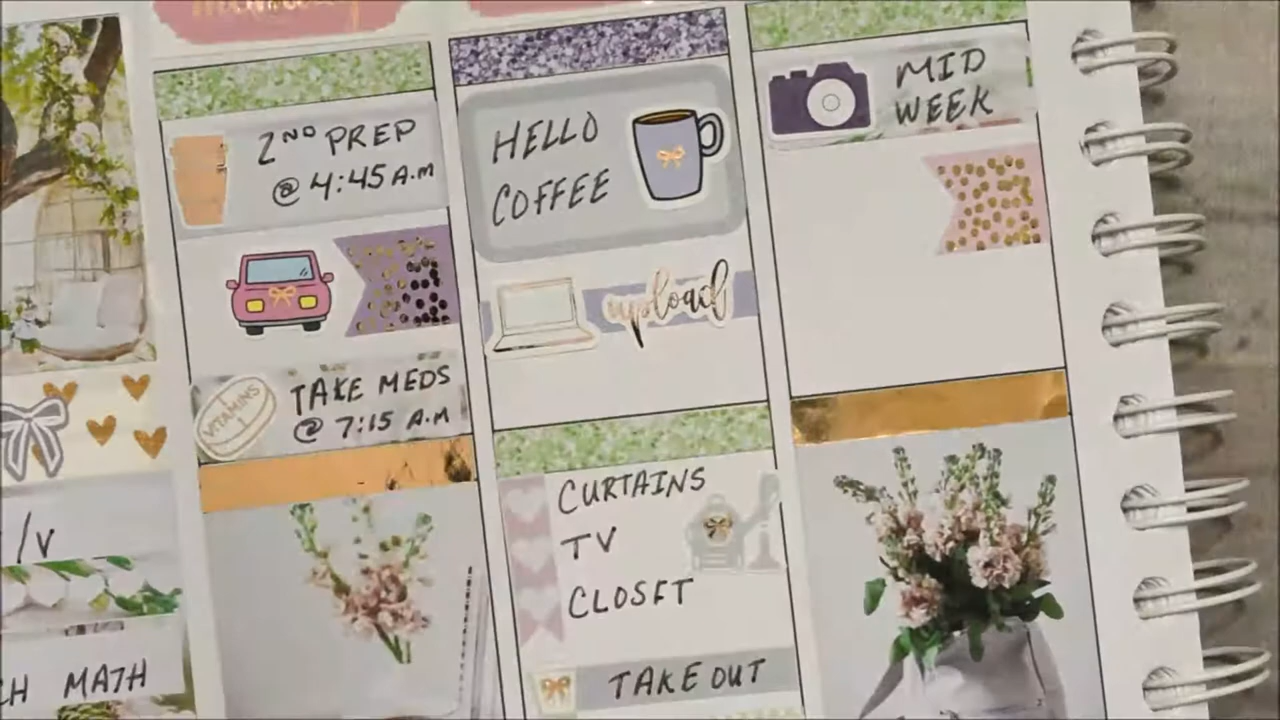 2ND PREP
@ 4:45 A.M
VITAMINS
TAKE MEDS
@ 7:15 A.M
/V
MATH
HELLO
COFFEE
upload
CURTAINS
TV
CLOSET
TAKE OUT
MID
WEEK